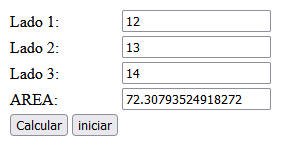 Lado 1: 12
Lado 2: 13
Lado 3: 14
AREA: 72.30793524918272
Calcular iniciar